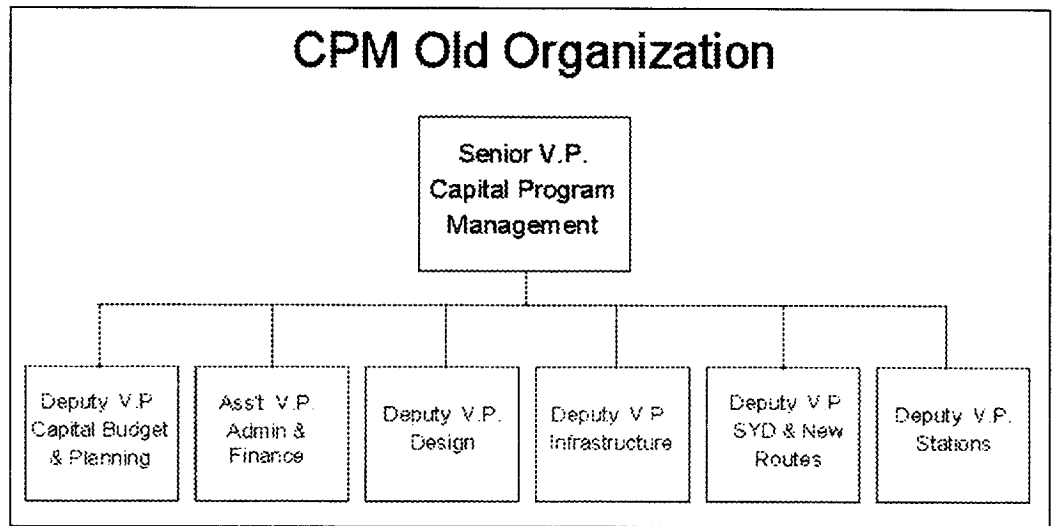 CPM Old Organization
Senior V.P.
Capital Program
Management
Deputy V.P
Capital Budget
& Planning
Ass't V.P.
Admin &
Finance
Deputy V.P.
Design
Deputy V.P
Infrastructure
Deputy V.P
SYD & New
Routes
Deputy V.P.
Stations